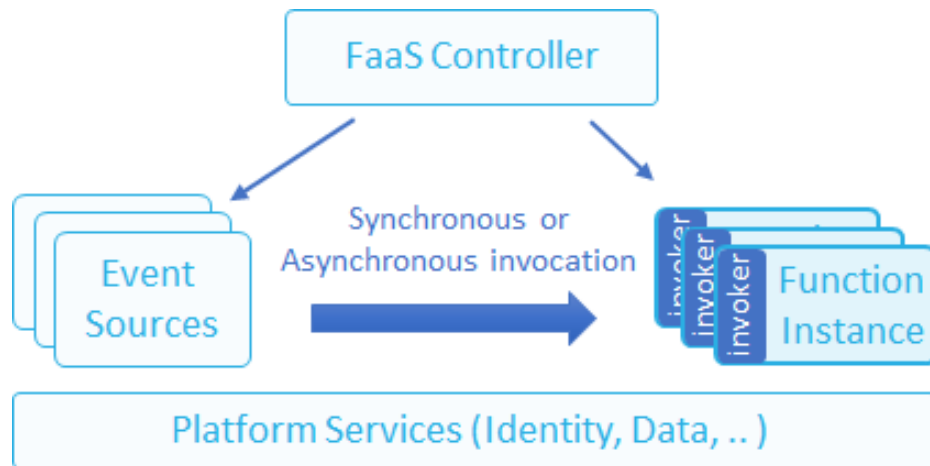 FaaS Controller
Synchronous or
Asynchronous invocation
Event
Sources
invoker
invoker
invoker
Function
Instance
Platform Services (Identity, Data, .. )